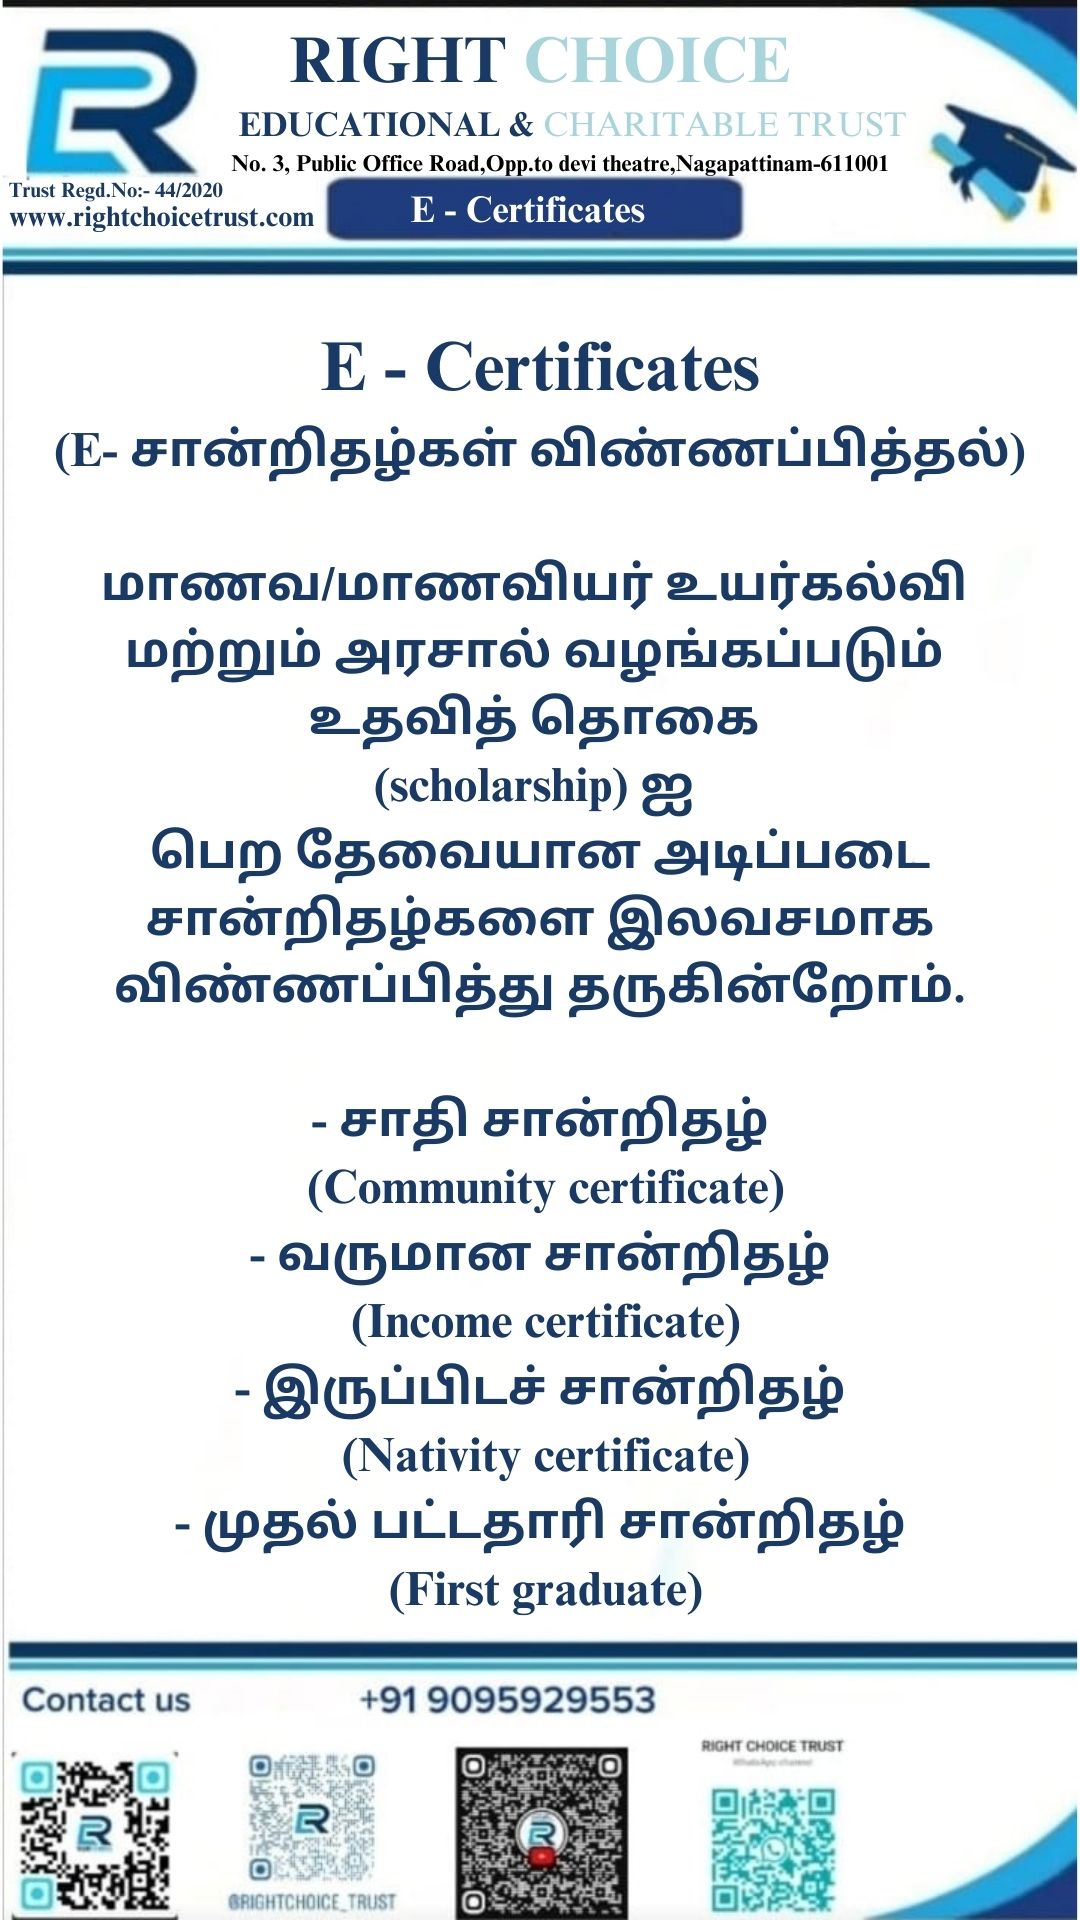 RIGHT CHOICE
EDUCATIONAL & CHARITABLE TRUST
No. 3, Public Office Road,Opp.to devi theatre,Nagapattinam-611001
Trust Regd.No:- 44/2020
www.rightchoicetrust.com
E - Certificates
E - Certificates
(E- சான்றிதழ்கள் விண்ணப்பித்தல்)
மாணவ/மாணவியர் உயர்கல்வி
மற்றும் அரசால் வழங்கப்படும்
உதவித் தொகை
(scholarship) ஐ
பெற தேவையான அடிப்படை
சான்றிதழ்களை இலவசமாக
விண்ணப்பித்து தருகின்றோம்.
- சாதி சான்றிதழ்
(Community certificate)
- வருமான சான்றிதழ்
(Income certificate)
- இருப்பிடச் சான்றிதழ்
(Nativity certificate)
- முதல் பட்டதாரி சான்றிதழ்
(First graduate)
Contact us +91 9095929553
RIGHT CHOICE TRUST
WhatsApp channel
@RIGHTCHOICE_TRUST